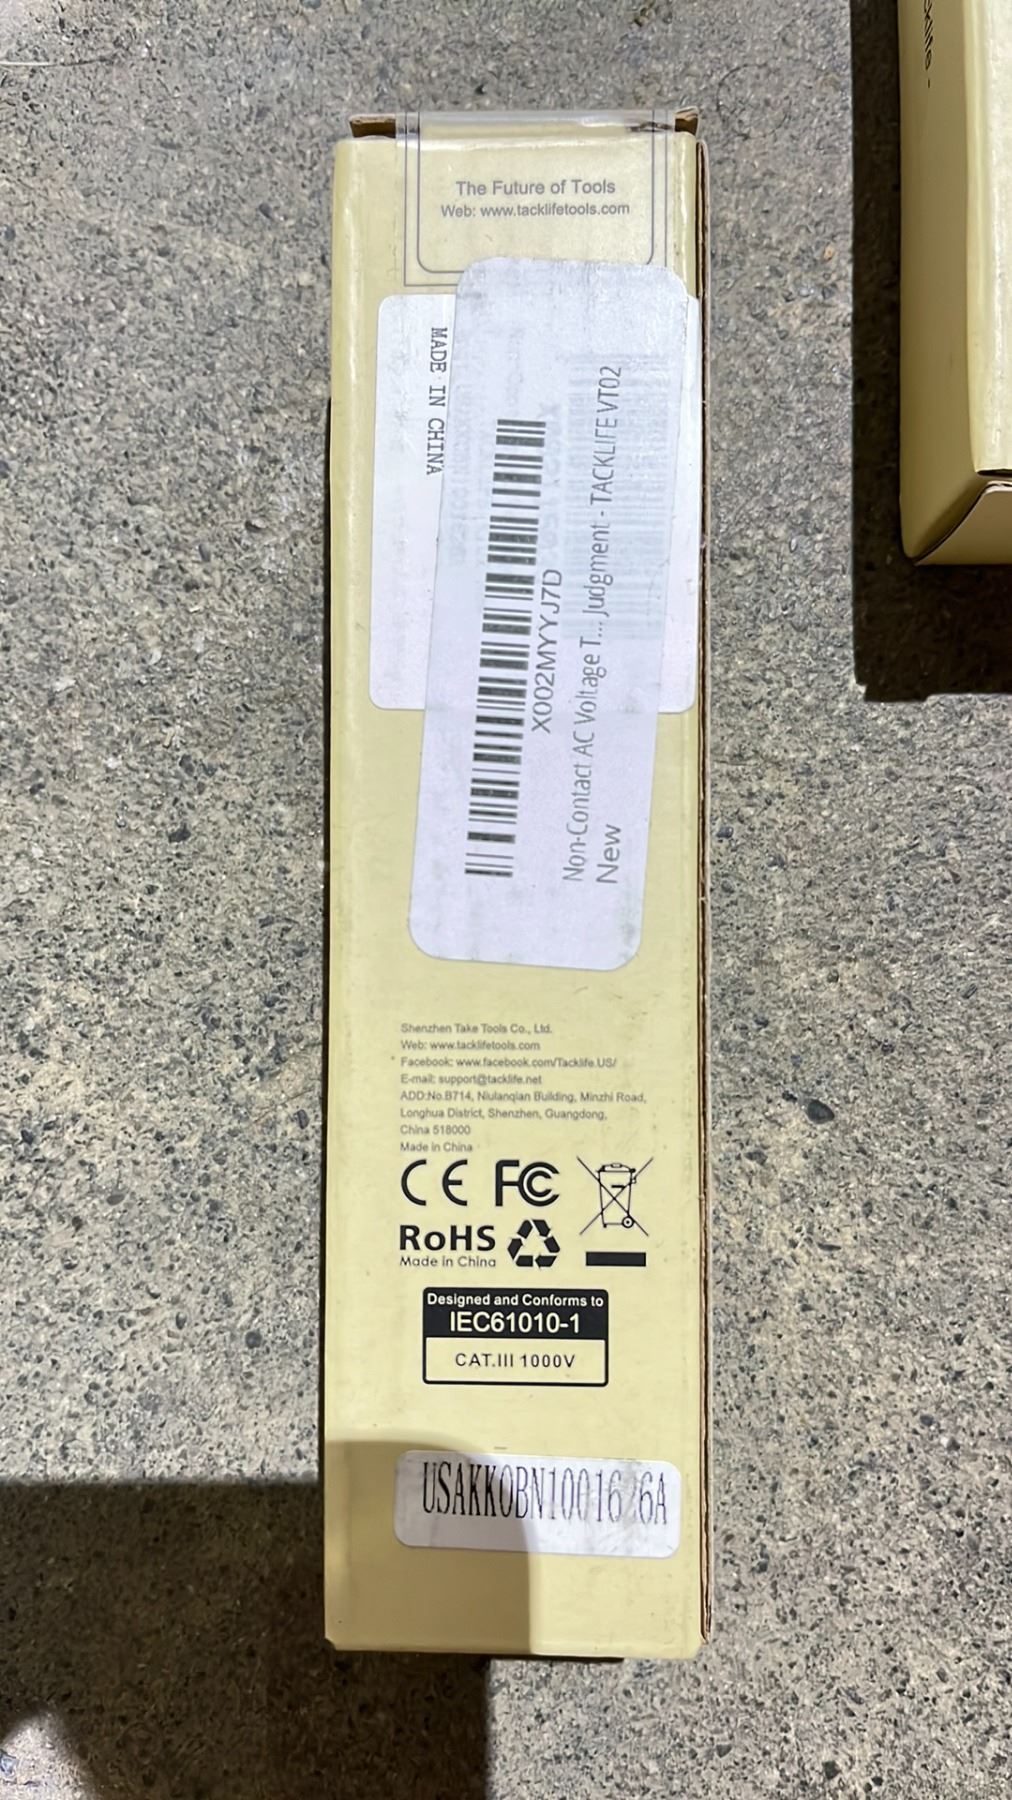 The Future of Tools
Web: www.tacklifetools.com
MADE IN CHINA
X002MYYJ7D
Non-Contact AC Voltage T... Judgment - TACKLIFE VT02
New
Shenzhen Take Tools Co., Ltd.
Web: www.tacklifetools.com
Facebook: www.facebook.com/Tacklife.US/
E-mail: support@tacklife.net
ADD:No.B714, Niulanqian Building, Minzhi Road,
Longhua District, Shenzhen, Guangdong,
China 518000
Made in China
CE FC
RoHS
Made in China
Designed and Conforms to
IEC61010-1
CAT.III 1000V